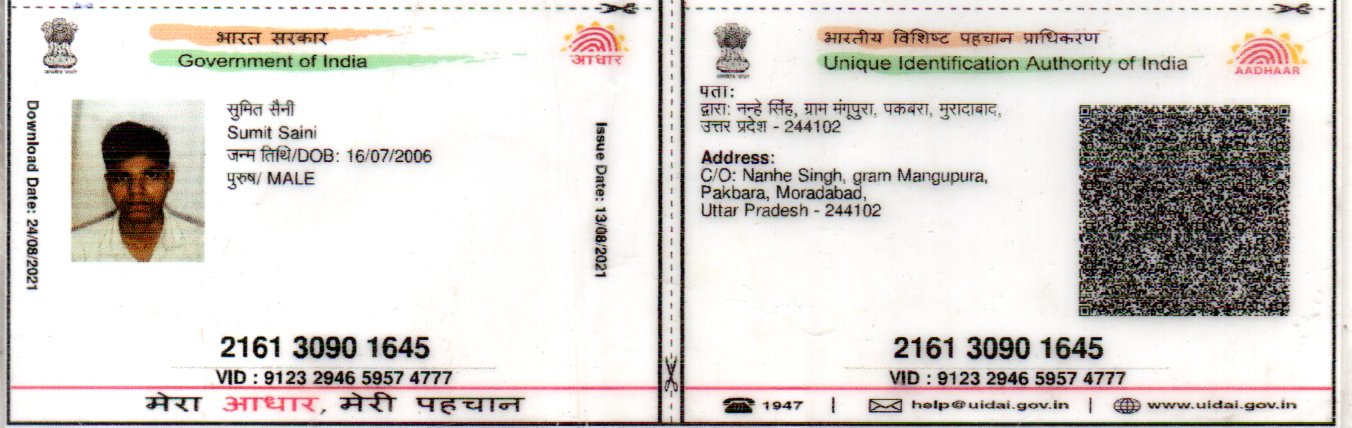 भारत सरकार
Government of India
आधार
Download Date: 24/08/2021
सुमित सैनी
Sumit Saini
जन्म तिथि/DOB: 16/07/2006
पुरुष/ MALE
Issue Date: 13/08/2021
2161 3090 1645
VID : 9123 2946 5957 4777
मेरा आधार, मेरी पहचान
भारतीय विशिष्ट पहचान प्राधिकरण
Unique Identification Authority of India
AADHAAR
पता:
द्वारा: नन्हे सिंह, ग्राम मंगूपुरा, पकबरा, मुरादाबाद,
उत्तर प्रदेश - 244102
Address:
C/O: Nanhe Singh, gram Mangupura,
Pakbara, Moradabad,
Uttar Pradesh - 244102
2161 3090 1645
VID : 9123 2946 5957 4777
1947 | help@uidai.gov.in | www.uidai.gov.in